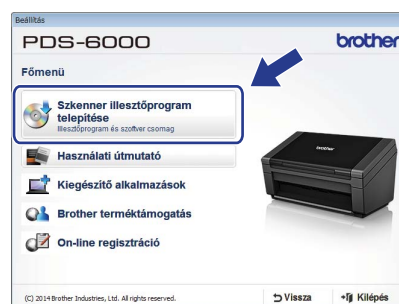 Beállítás
PDS-6000
brother
Főmenü
Szkenner illesztőprogram
telepítése
Illesztőprogram és szoftver csomag
Használati útmutató
Kiegészítő alkalmazások
Brother terméktámogatás
On-line regisztráció
brother
(C) 2014 Brother Industries, Ltd. All rights reserved.
Vissza
Kilépés